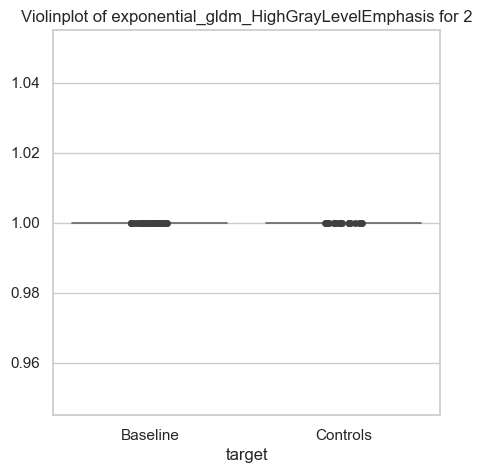 Violinplot of exponential_gldm_HighGrayLevelEmphasis for 2
1.04
1.02
1.00
0.98
0.96
Baseline Controls
target